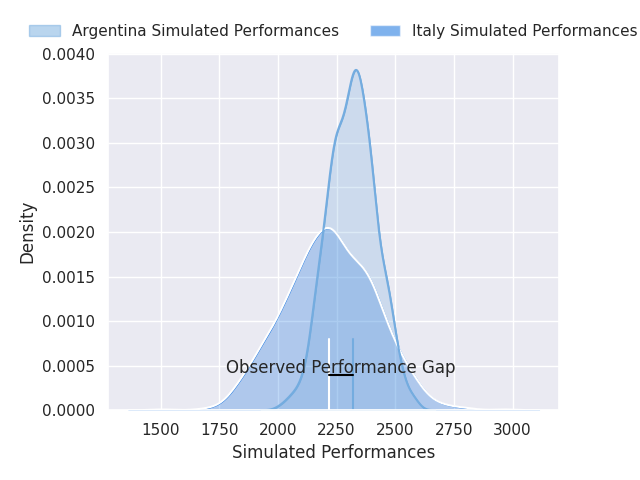 Argentina Simulated Performances
Italy Simulated Performances
0.0040
0.0035
0.0030
0.0025
0.0020
0.0015
0.0010
0.0005
0.0000
Density
Observed Performance Gap
1500 1750 2000 2250 2500 2750 3000
Simulated Performances